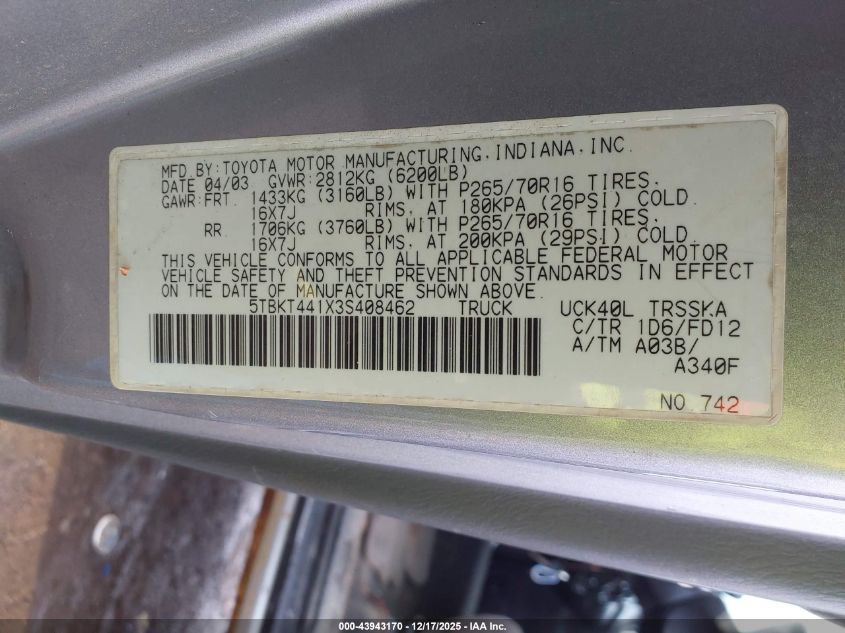 MFD.BY:TOYOTA MOTOR MANUFACTURING,INDIANA,INC.
DATE 04/03 GVWR:2812KG (6200LB)
GAWR:FRT. 1433KG (3160LB) WITH P265/70R16 TIRES.
16X7J RIMS, AT 180KPA (26PSI) COLD.
RR. 1706KG (3760LB) WITH P265/70R16 TIRES.
16X7J RIMS, AT 200KPA (29PSI) COLD.
THIS VEHICLE CONFORMS TO ALL APPLICABLE FEDERAL MOTOR
VEHICLE SAFETY AND THEFT PREVENTION STANDARDS IN EFFECT
ON THE DATE OF MANUFACTURE SHOWN ABOVE.
5TBKT441X3S408462 TRUCK UCK40L TRSSKA
C/TR 1D6/FD12
A/TM A03B/
A340F
NO.742
000-43943170 — 12/17/2025 — IAA Inc.